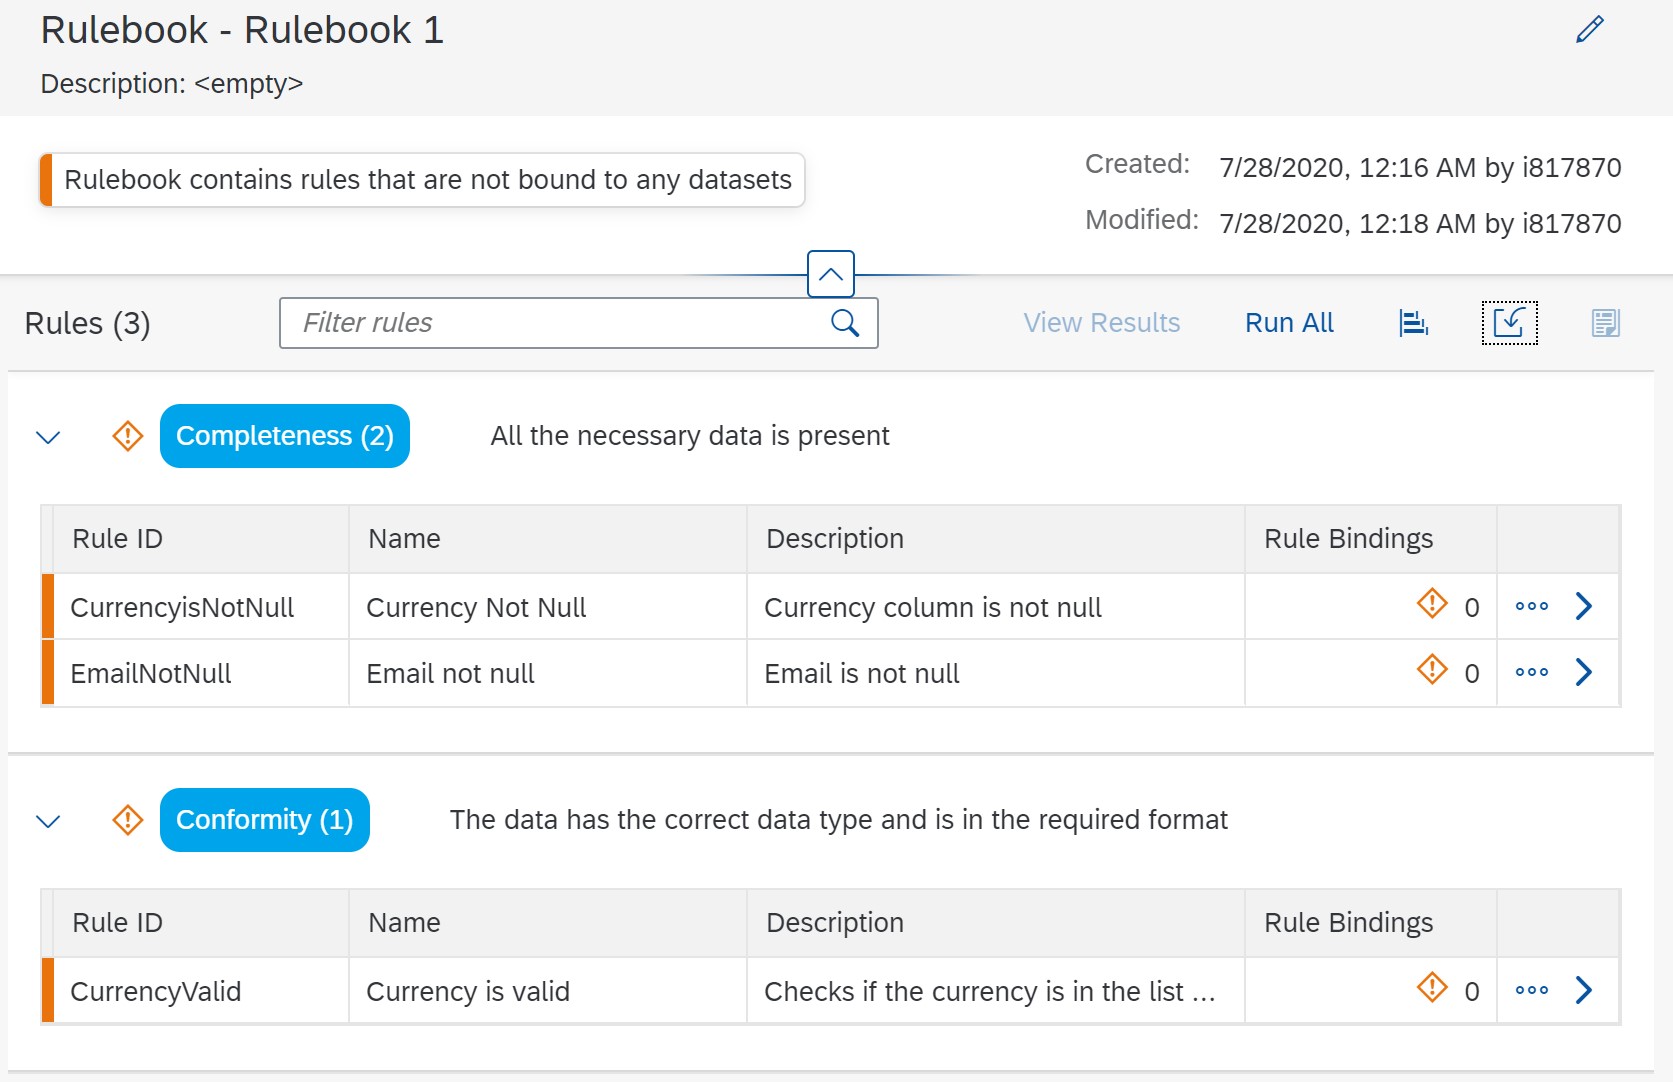 Rulebook - Rulebook 1
Description: <empty>
Rulebook contains rules that are not bound to any datasets
Created: 7/28/2020, 12:16 AM by i817870
Modified: 7/28/2020, 12:18 AM by i817870
Rules (3) Filter rules View Results Run All
Completeness (2) All the necessary data is present
Rule ID Name Description Rule Bindings
CurrencyisNotNull Currency Not Null Currency column is not null 0
EmailNotNull Email not null Email is not null 0
Conformity (1) The data has the correct data type and is in the required format
Rule ID Name Description Rule Bindings
CurrencyValid Currency is valid Checks if the currency is in the list ... 0